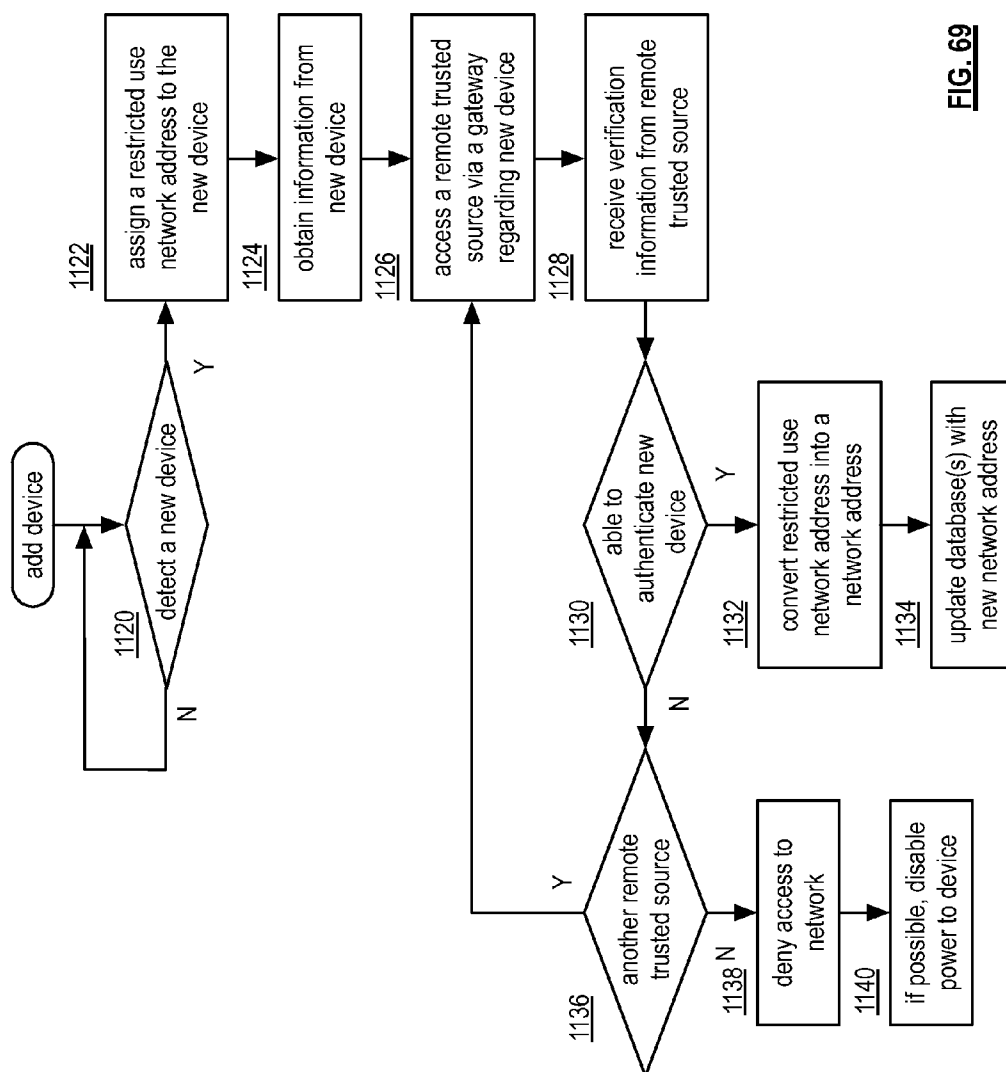 add device
1120
detect a new device
N
Y
1122
assign a restricted use
network address to the
new device
1124
obtain information from
new device
1126
access a remote trusted
source via a gateway
regarding new device
1128
receive verification
information from remote
trusted source
1130
able to
authenticate new
device
Y
N
1132
convert restricted use
network address into a
network address
1134
update database(s) with
new network address
1136
another remote
trusted source
Y
N
1138
deny access to
network
1140
if possible, disable
power to device
FIG. 69